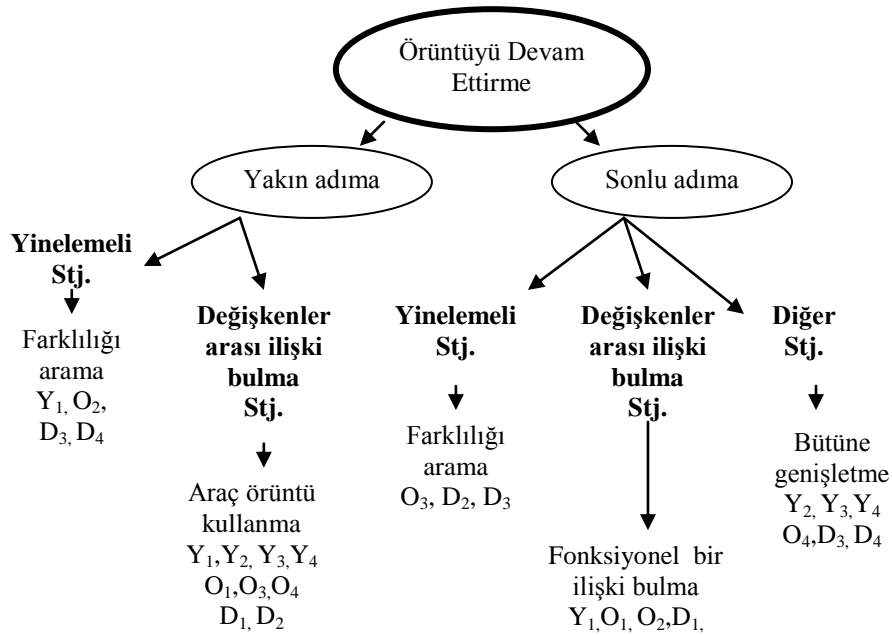 Örüntüyü Devam
Ettirme
Yakın adıma
Sonlu adıma
Yinelemeli
Stj.
Farklılığı
arama
Y₁, O₂,
D₃, D₄
Değişkenler
arası ilişki
bulma
Stj.
Araç örüntü
kullanma
Y₁,Y₂, Y₃,Y₄
O₁,O₃,O₄
D₁, D₂
Yinelemeli
Stj.
Farklılığı
arama
O₃, D₂, D₃
Değişkenler
arası ilişki
bulma
Stj.
Fonksiyonel bir
ilişki bulma
Y₁,O₁, O₂,D₁,
Diğer
Stj.
Bütüne
genişletme
Y₂, Y₃,Y₄
O₄,D₃, D₄